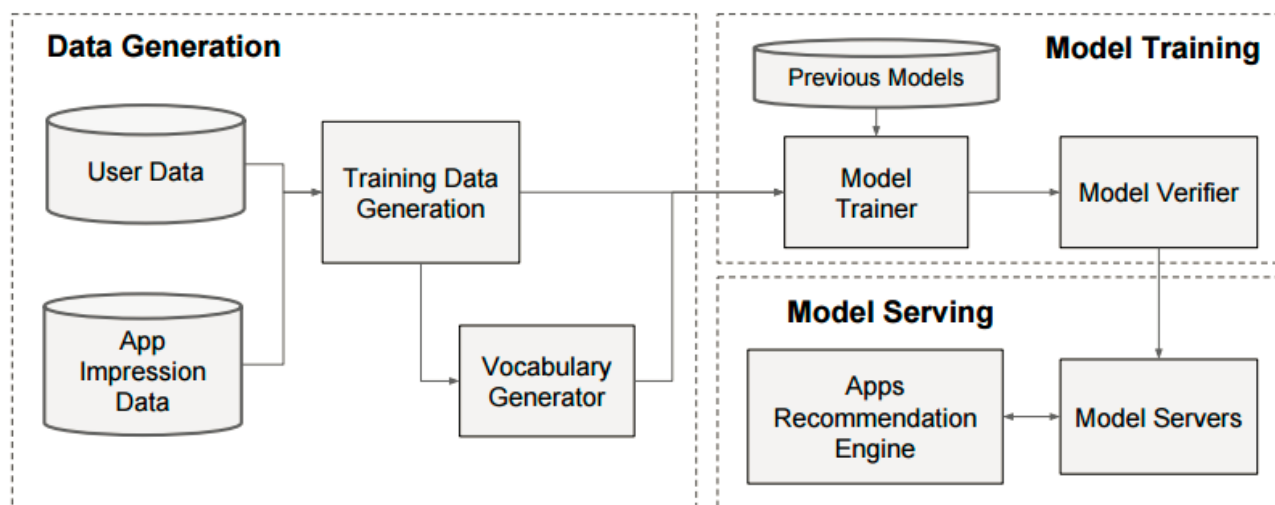 Data Generation
User Data
App
Impression
Data
Training Data
Generation
Vocabulary
Generator
Model Training
Previous Models
Model
Trainer
Model Verifier
Model Serving
Apps
Recommendation
Engine
Model Servers